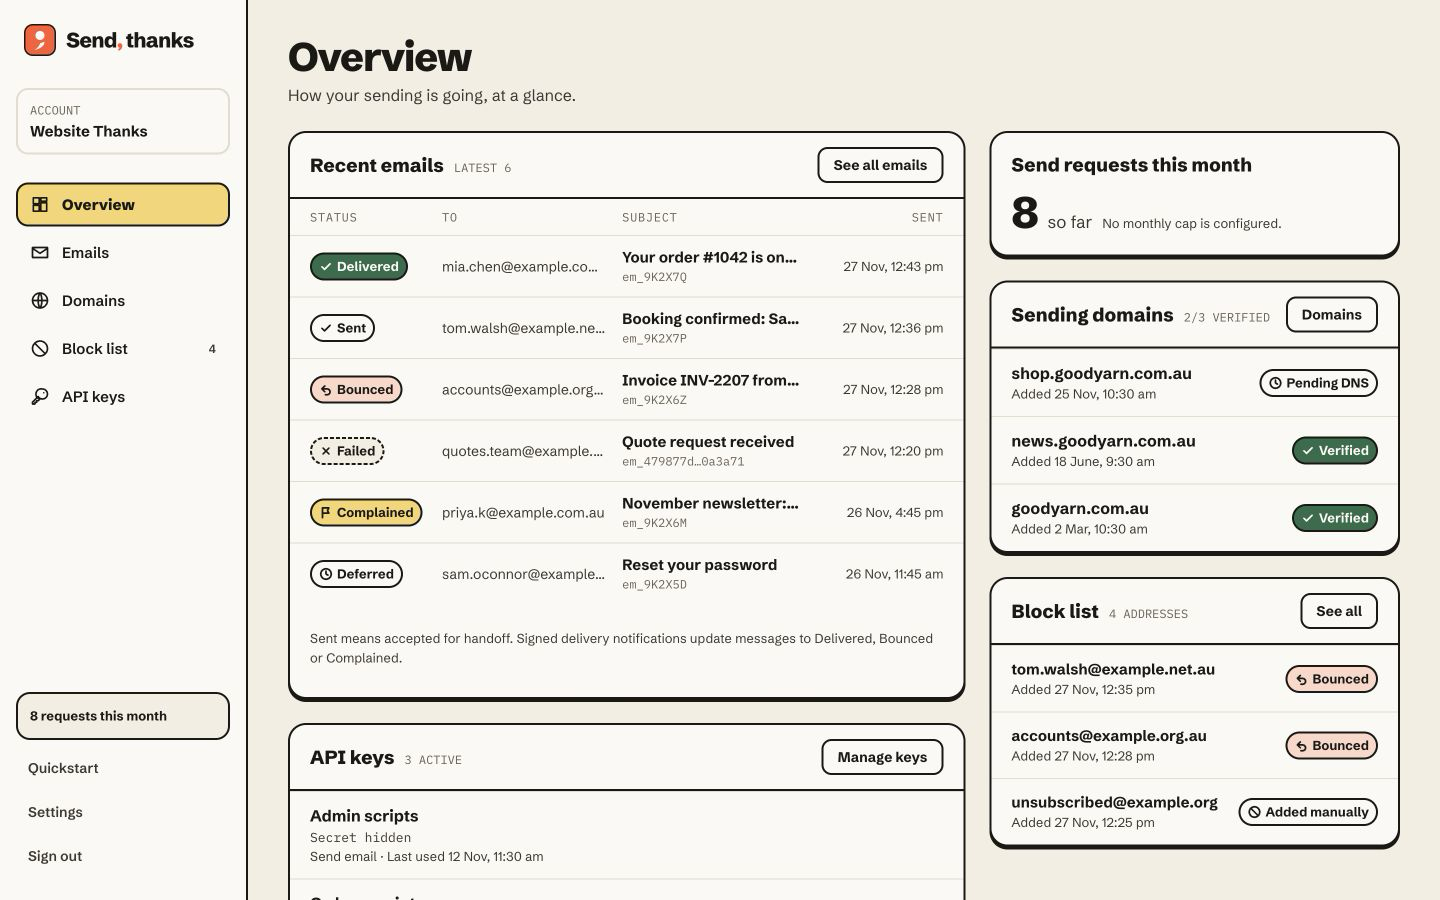 Send, thanks
ACCOUNT
Website Thanks
Overview
Emails
Domains
Block list 4
API keys
8 requests this month
Quickstart
Settings
Sign out
Overview
How your sending is going, at a glance.
Recent emails LATEST 6 See all emails
STATUS TO SUBJECT SENT
Delivered mia.chen@example.co... Your order #1042 is on... 27 Nov, 12:43 pm
em_9K2X7Q
Sent tom.walsh@example.ne... Booking confirmed: Sa... 27 Nov, 12:36 pm
em_9K2X7P
Bounced accounts@example.org... Invoice INV-2207 from... 27 Nov, 12:28 pm
em_9K2X6Z
Failed quotes.team@example.... Quote request received 27 Nov, 12:20 pm
em_479877d…0a3a71
Complained priya.k@example.com.au November newsletter:... 26 Nov, 4:45 pm
em_9K2X6M
Deferred sam.oconnor@example... Reset your password 26 Nov, 11:45 am
em_9K2X5D
Sent means accepted for handoff. Signed delivery notifications update messages to Delivered, Bounced
or Complained.
API keys 3 ACTIVE Manage keys
Admin scripts
Secret hidden
Send email · Last used 12 Nov, 11:30 am
Send requests this month
8 so far No monthly cap is configured.
Sending domains 2/3 VERIFIED Domains
shop.goodyarn.com.au Pending DNS
Added 25 Nov, 10:30 am
news.goodyarn.com.au Verified
Added 18 June, 9:30 am
goodyarn.com.au Verified
Added 2 Mar, 10:30 am
Block list 4 ADDRESSES See all
tom.walsh@example.net.au Bounced
Added 27 Nov, 12:35 pm
accounts@example.org.au Bounced
Added 27 Nov, 12:28 pm
unsubscribed@example.org Added manually
Added 27 Nov, 12:25 pm